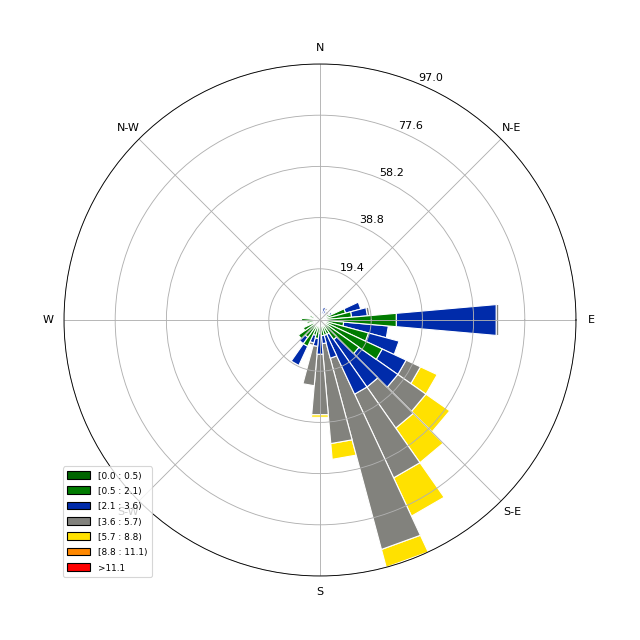 N
97.0
N-W
77.6
N-E
58.2
38.8
19.4
W
E
[0.0 : 0.5)
[0.5 : 2.1)
[2.1 : 3.6)
S-W
S-E
[3.6 : 5.7)
[5.7 : 8.8)
[8.8 : 11.1)
>11.1
S